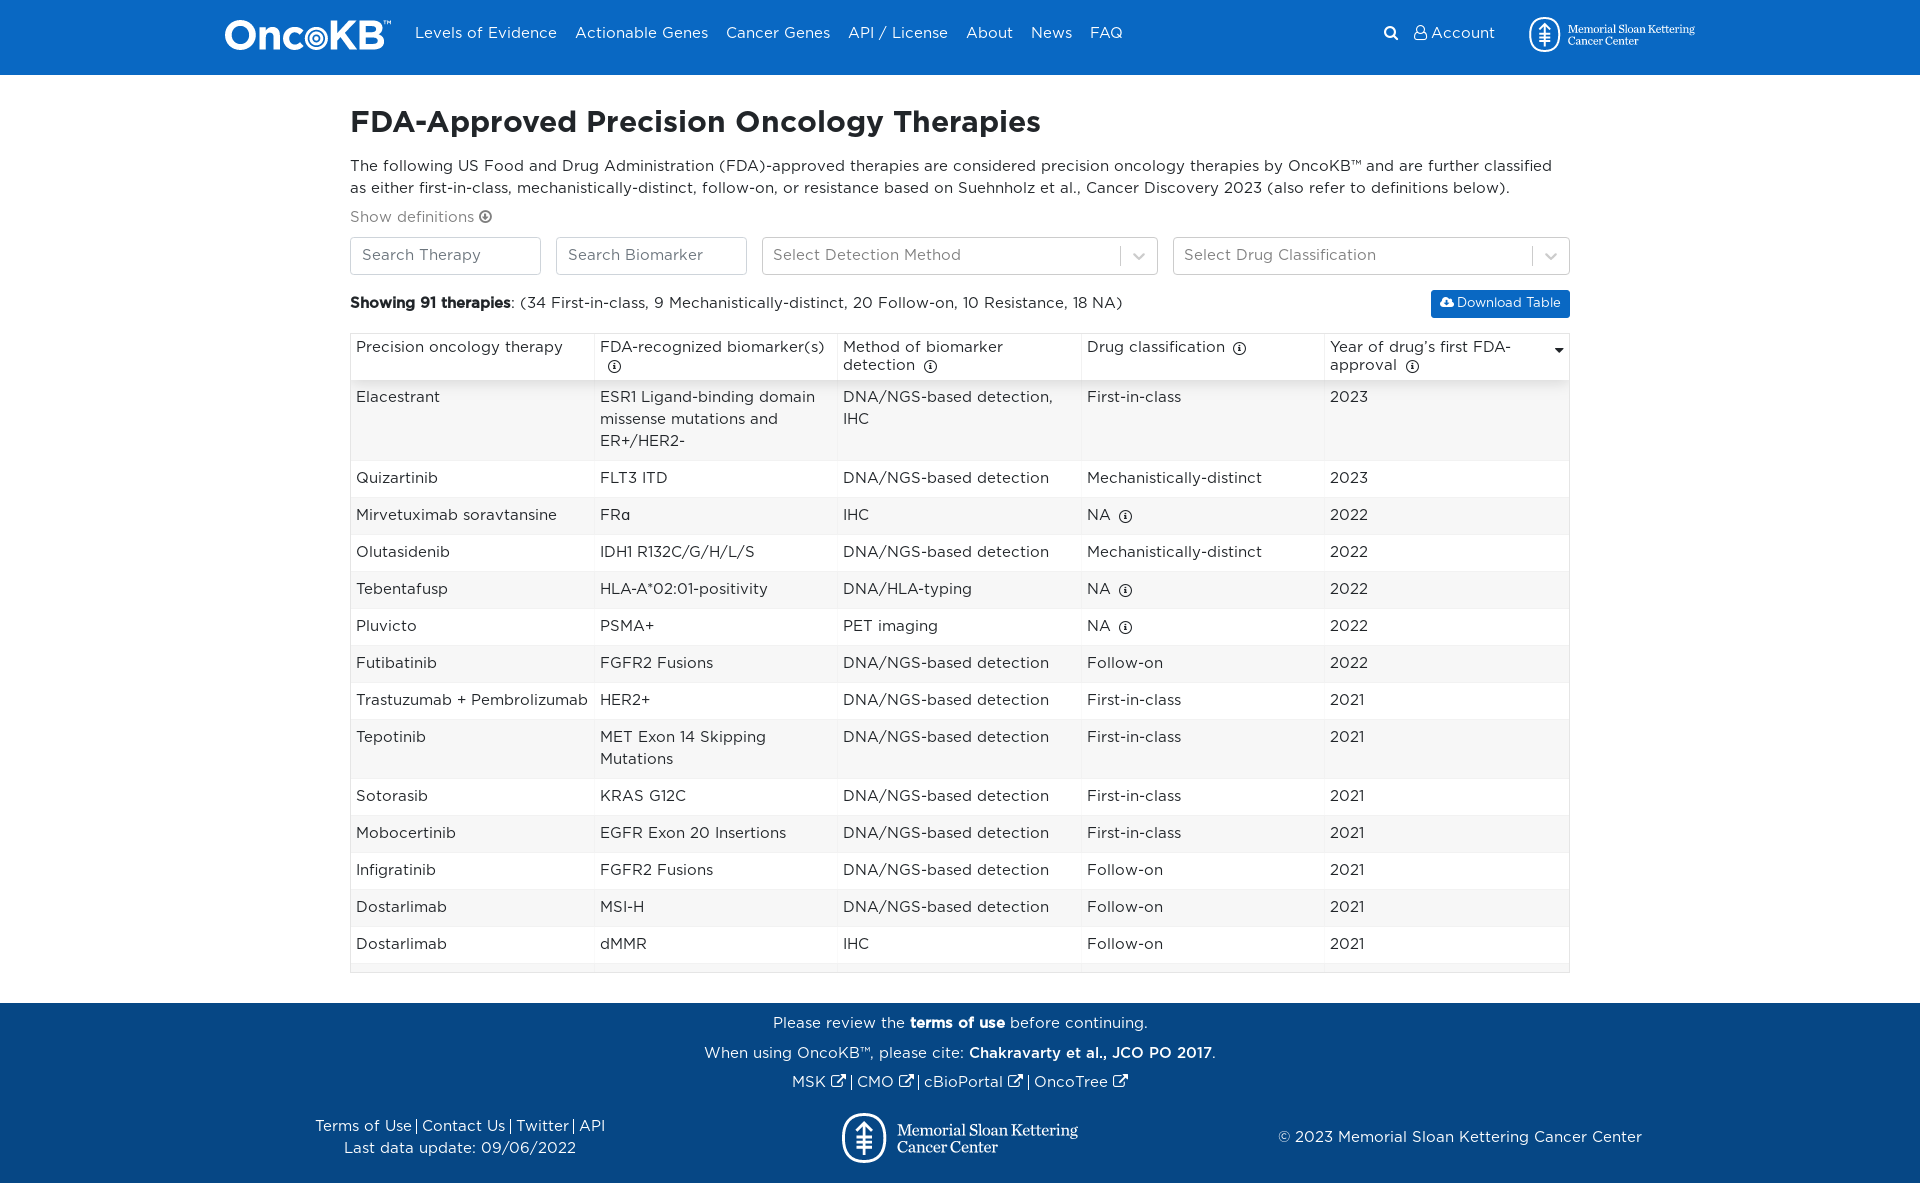 OncoKB™
Levels of Evidence
Actionable Genes
Cancer Genes
API / License
About
News
FAQ
Account
Memorial Sloan Kettering
Cancer Center
FDA-Approved Precision Oncology Therapies
The following US Food and Drug Administration (FDA)-approved therapies are considered precision oncology therapies by OncoKB™ and are further classified
as either first-in-class, mechanistically-distinct, follow-on, or resistance based on Suehnholz et al., Cancer Discovery 2023 (also refer to definitions below).
Show definitions
Search Therapy
Search Biomarker
Select Detection Method
Select Drug Classification
Showing 91 therapies: (34 First-in-class, 9 Mechanistically-distinct, 20 Follow-on, 10 Resistance, 18 NA)
Download Table
Precision oncology therapy
FDA-recognized biomarker(s)
Method of biomarker
detection
Drug classification
Year of drug's first FDA-
approval
Elacestrant
ESR1 Ligand-binding domain
missense mutations and
ER+/HER2-
DNA/NGS-based detection,
IHC
First-in-class
2023
Quizartinib
FLT3 ITD
DNA/NGS-based detection
Mechanistically-distinct
2023
Mirvetuximab soravtansine
FRα
IHC
NA
2022
Olutasidenib
IDH1 R132C/G/H/L/S
DNA/NGS-based detection
Mechanistically-distinct
2022
Tebentafusp
HLA-A*02:01-positivity
DNA/HLA-typing
NA
2022
Pluvicto
PSMA+
PET imaging
NA
2022
Futibatinib
FGFR2 Fusions
DNA/NGS-based detection
Follow-on
2022
Trastuzumab + Pembrolizumab
HER2+
DNA/NGS-based detection
First-in-class
2021
Tepotinib
MET Exon 14 Skipping
Mutations
DNA/NGS-based detection
First-in-class
2021
Sotorasib
KRAS G12C
DNA/NGS-based detection
First-in-class
2021
Mobocertinib
EGFR Exon 20 Insertions
DNA/NGS-based detection
First-in-class
2021
Infigratinib
FGFR2 Fusions
DNA/NGS-based detection
Follow-on
2021
Dostarlimab
MSI-H
DNA/NGS-based detection
Follow-on
2021
Dostarlimab
dMMR
IHC
Follow-on
2021
Please review the terms of use before continuing.
When using OncoKB™, please cite: Chakravarty et al., JCO PO 2017.
MSK | CMO | cBioPortal | OncoTree
Terms of Use | Contact Us | Twitter | API
Last data update: 09/06/2022
Memorial Sloan Kettering
Cancer Center
© 2023 Memorial Sloan Kettering Cancer Center